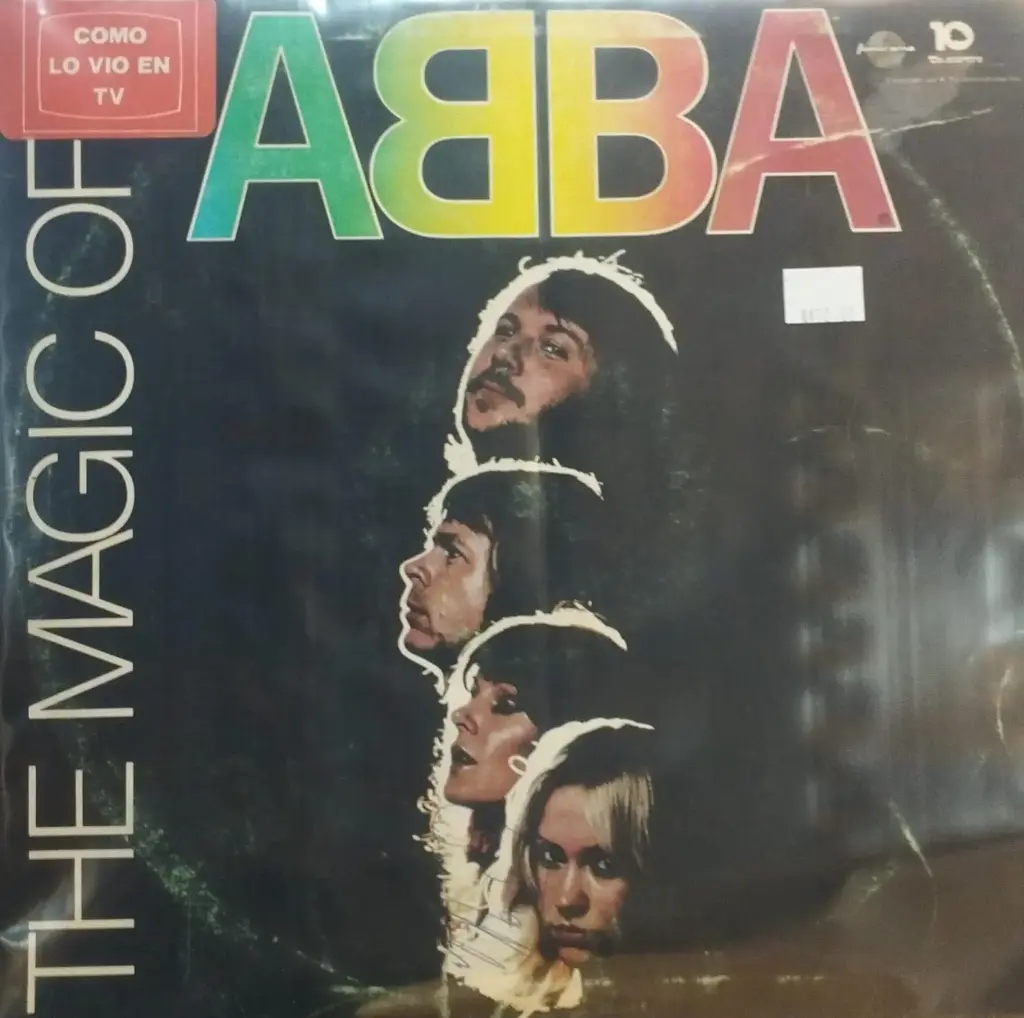 COMO
LO VIO EN
TV
ABBA
10
THE MAGIC OF